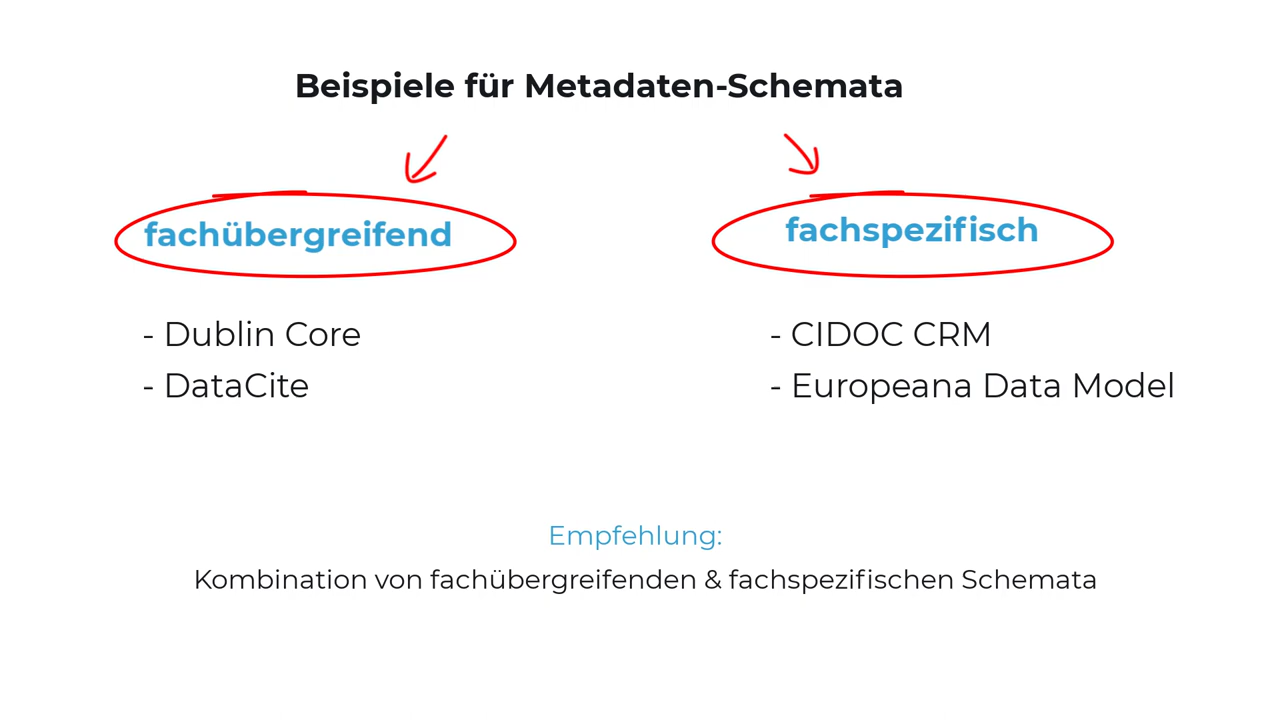 Beispiele für Metadaten-Schemata
fachübergreifend
- Dublin Core
- DataCite
fachspezifisch
- CIDOC CRM
- Europeana Data Model
Empfehlung:
Kombination von fachübergreifenden & fachspezifischen Schemata